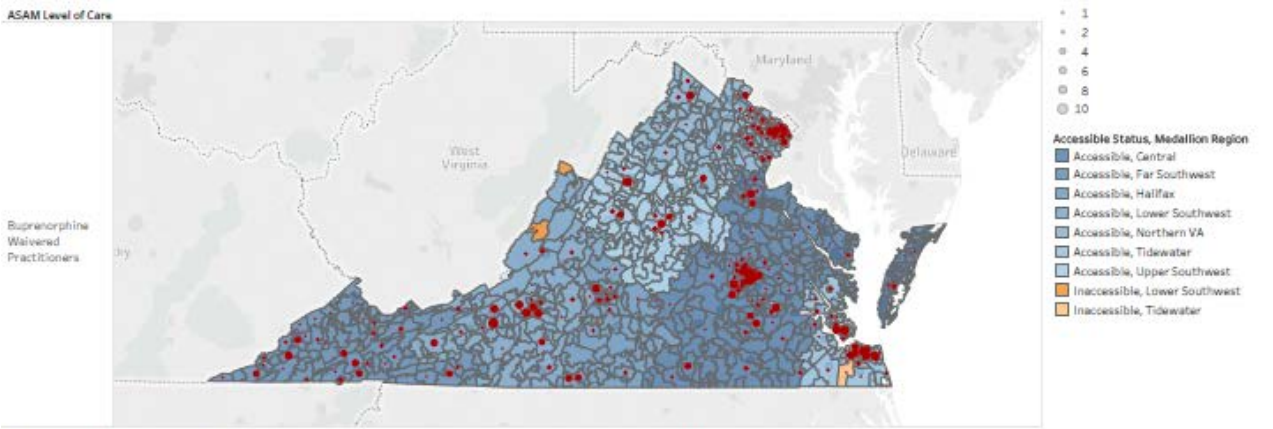 ASAM Level of Care
Buprenorphine
Waivered
Practitioners
Maryland
West
Virginia
Delaware
ky
1
2
4
6
8
10
Accessible Status, Medallion Region
Accessible, Central
Accessible, Far Southwest
Accessible, Halifax
Accessible, Lower Southwest
Accessible, Northern VA
Accessible, Tidewater
Accessible, Upper Southwest
Inaccessible, Lower Southwest
Inaccessible, Tidewater